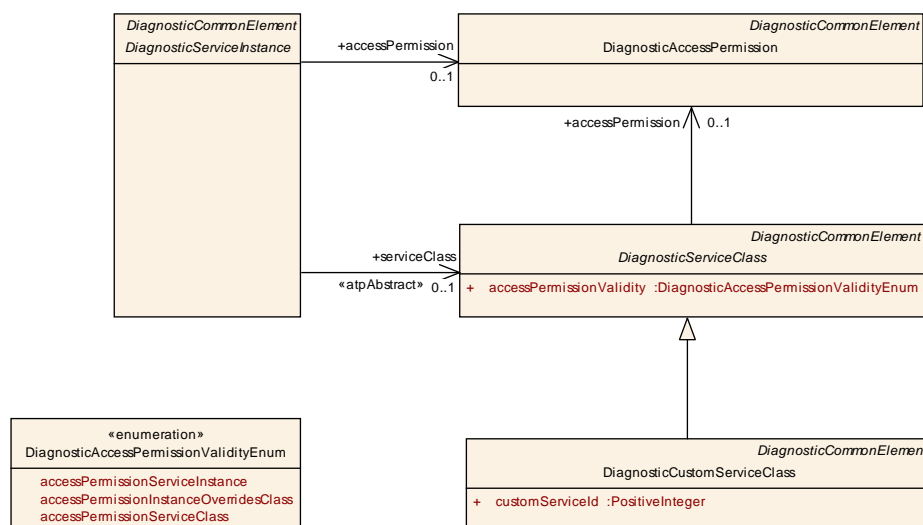 DiagnosticCommonElement
DiagnosticServiceInstance
+accessPermission
0..1
DiagnosticCommonElement
DiagnosticAccessPermission
+accessPermission
0..1
+serviceClass
«atpAbstract»
0..1
DiagnosticCommonElement
DiagnosticServiceClass
+ accessPermissionValidity :DiagnosticAccessPermissionValidityEnum
«enumeration»
DiagnosticAccessPermissionValidityEnum
accessPermissionServiceInstance
accessPermissionInstanceOverridesClass
accessPermissionServiceClass
DiagnosticCommonElement
DiagnosticCustomServiceClass
+ customServiceId :PositiveInteger